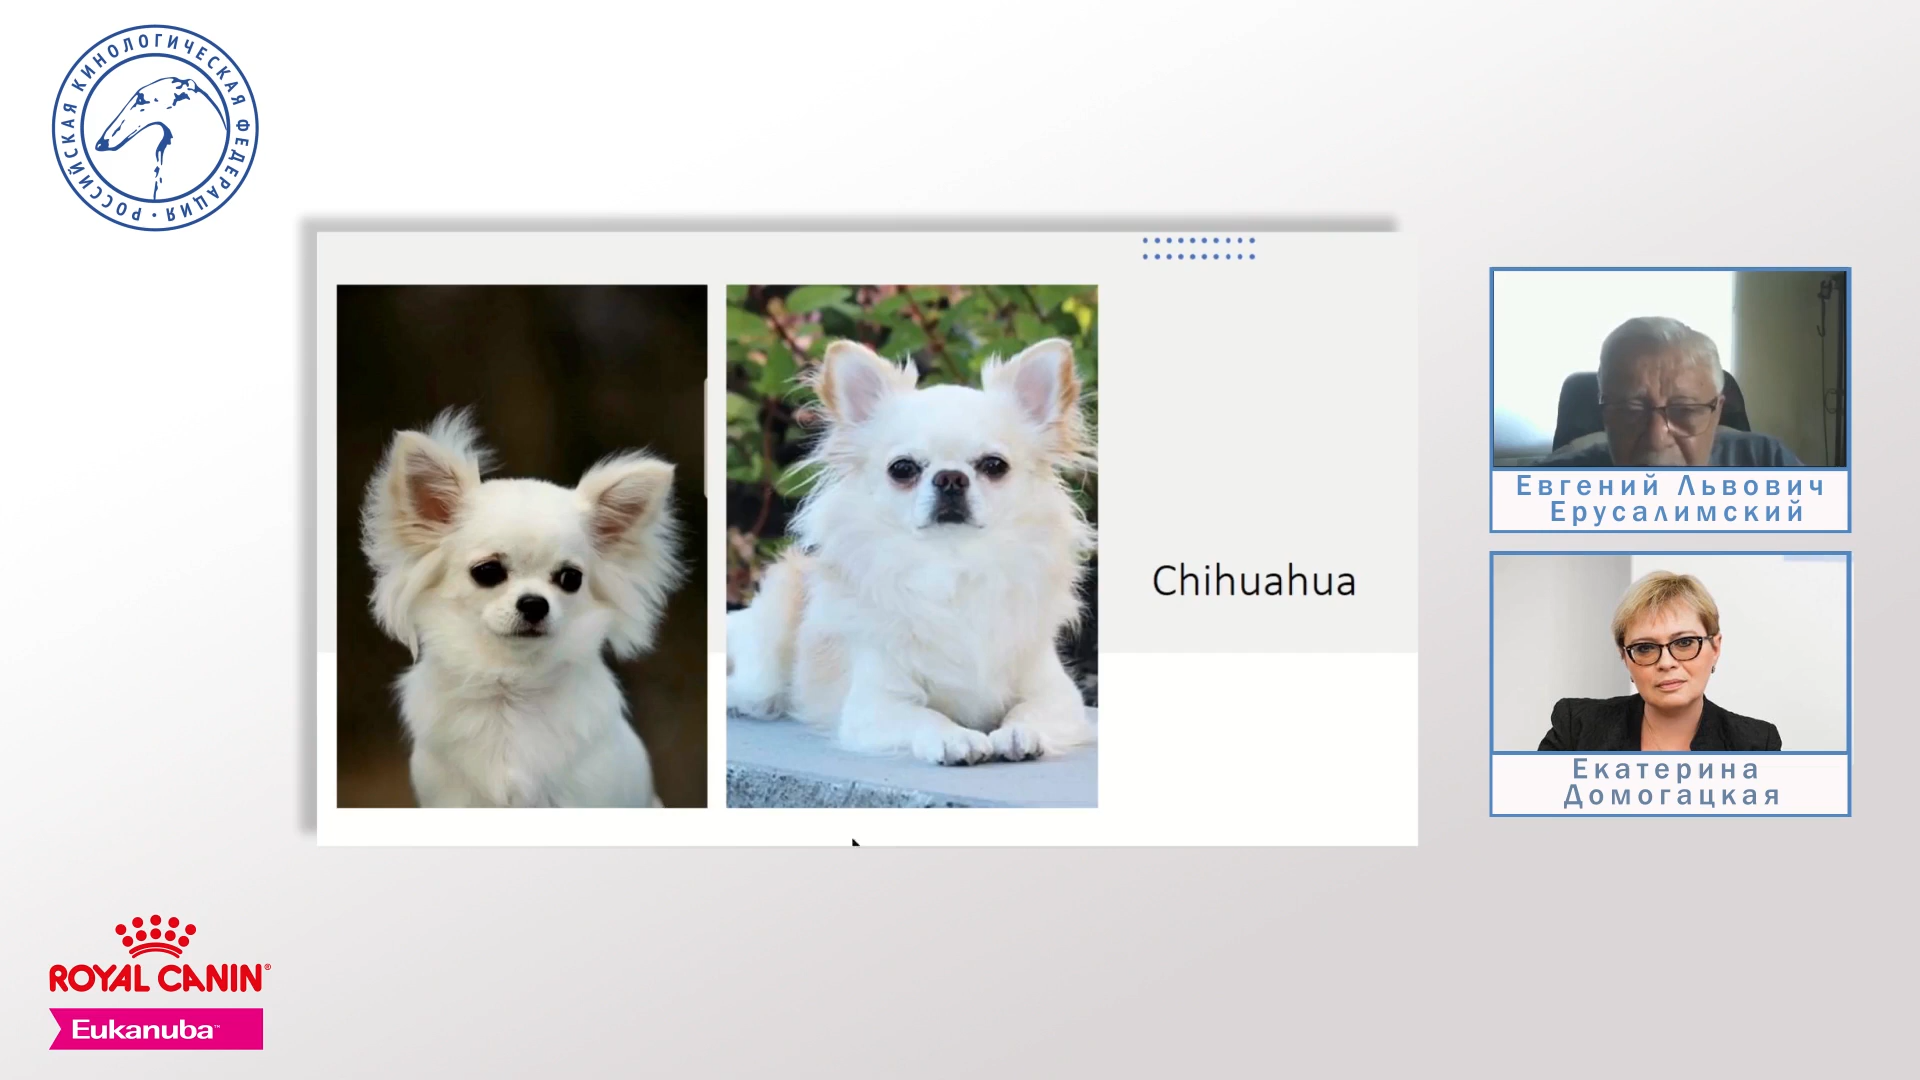 РОССИЙСКАЯ КИНОЛОГИЧЕСКАЯ ФЕДЕРАЦИЯ
Chihuahua
Евгений Львович
Ерусалимский
Екатерина
Домогацкая
ROYAL CANIN®
Eukanuba™